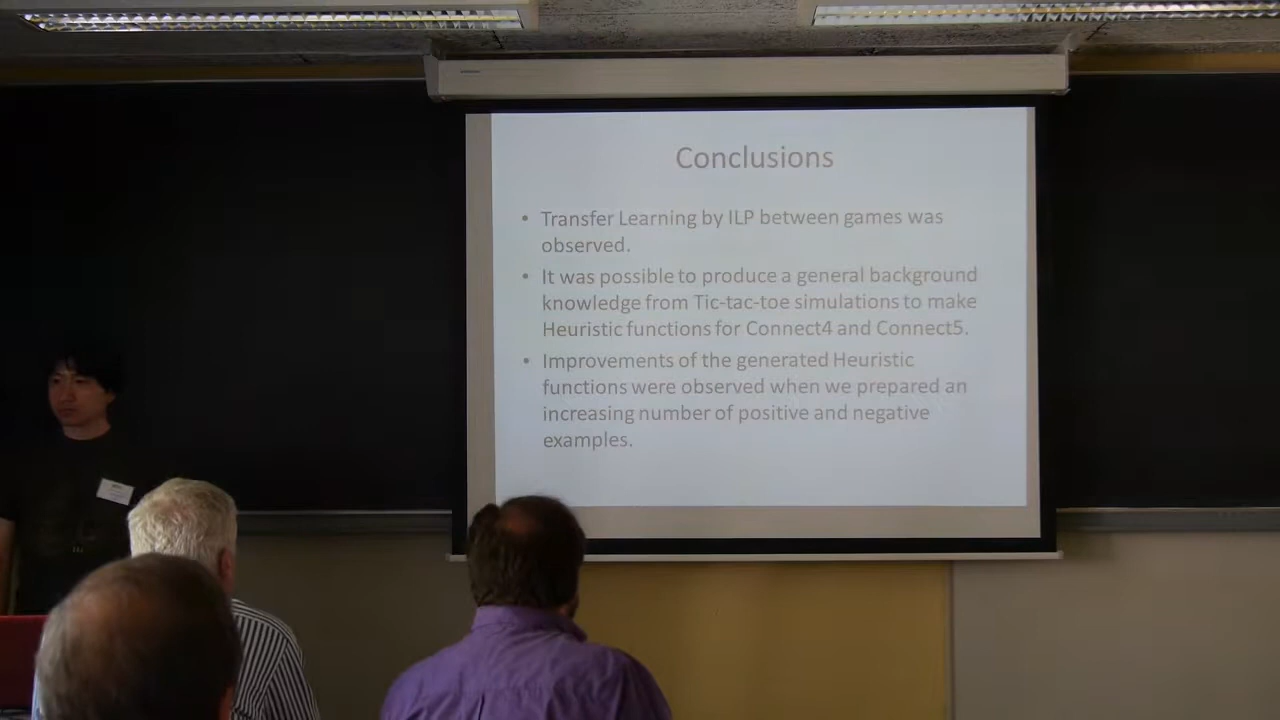 Conclusions
• Transfer Learning by ILP between games was
observed.
• It was possible to produce a general background
knowledge from Tic-tac-toe simulations to make
Heuristic functions for Connect4 and Connect5.
• Improvements of the generated Heuristic
functions were observed when we prepared an
increasing number of positive and negative
examples.